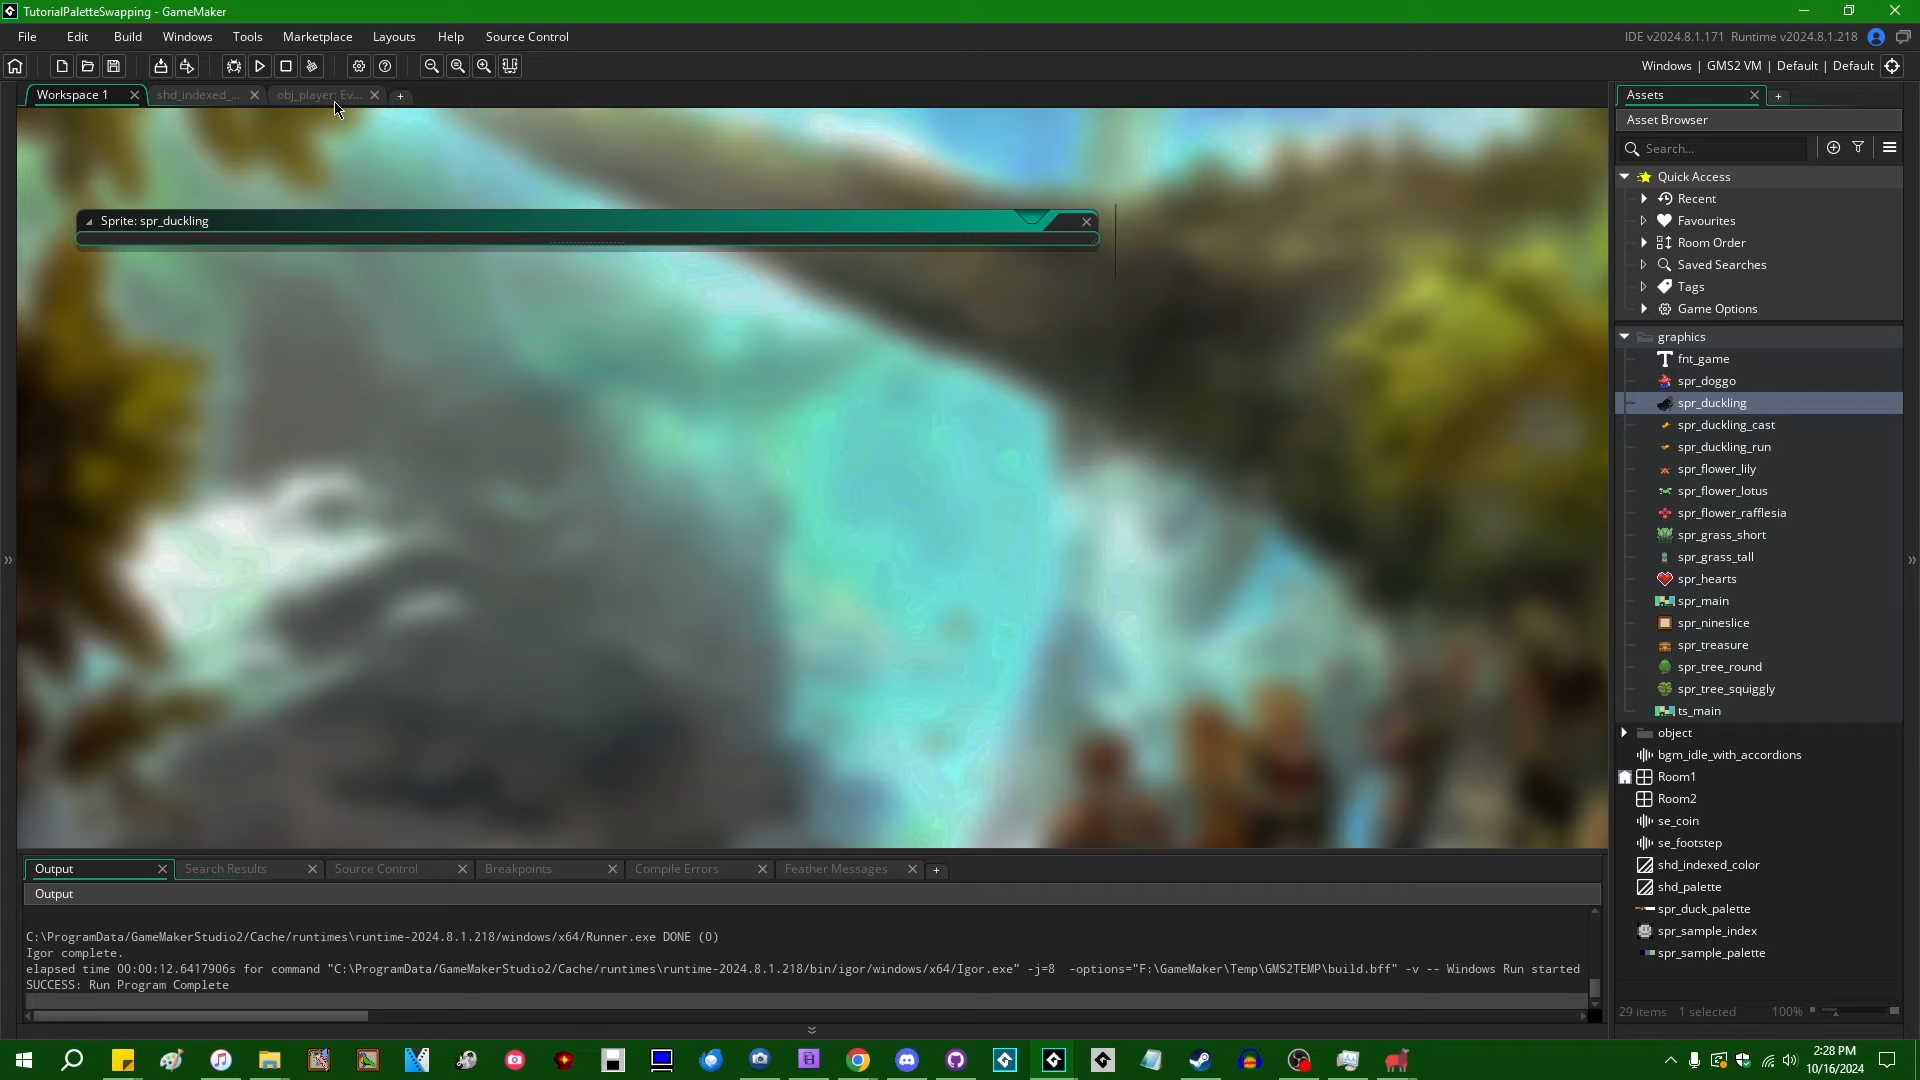 TutorialPaletteSwapping - GameMaker
File Edit Build Windows Tools Marketplace Layouts Help Source Control
IDE v2024.8.1.171 Runtime v2024.8.1.218
Windows | GMS2 VM | Default | Default
Workspace 1 shd_indexed_... obj_player: Ev...
Sprite: spr_duckling
Assets
Asset Browser
Search...
Quick Access
Recent
Favourites
Room Order
Saved Searches
Tags
Game Options
graphics
fnt_game
spr_doggo
spr_duckling
spr_duckling_cast
spr_duckling_run
spr_flower_lily
spr_flower_lotus
spr_flower_rafflesia
spr_grass_short
spr_grass_tall
spr_hearts
spr_main
spr_nineslice
spr_treasure
spr_tree_round
spr_tree_squiggly
ts_main
object
bgm_idle_with_accordions
Room1
Room2
se_coin
se_footstep
shd_indexed_color
shd_palette
spr_duck_palette
spr_sample_index
spr_sample_palette
29 items 1 selected 100%
Output Search Results Source Control Breakpoints Compile Errors Feather Messages
Output
C:\ProgramData/GameMakerStudio2/Cache/runtimes\runtime-2024.8.1.218/windows/x64/Runner.exe DONE (0)
Igor complete.
elapsed time 00:00:12.6417906s for command "C:\ProgramData/GameMakerStudio2/Cache/runtimes\runtime-2024.8.1.218/bin/igor/windows/x64/Igor.exe" -j=8 -options="F:\GameMaker\Temp\GMS2TEMP\build.bff" -v -- Windows Run started
SUCCESS: Run Program Complete
2:28 PM
10/16/2024